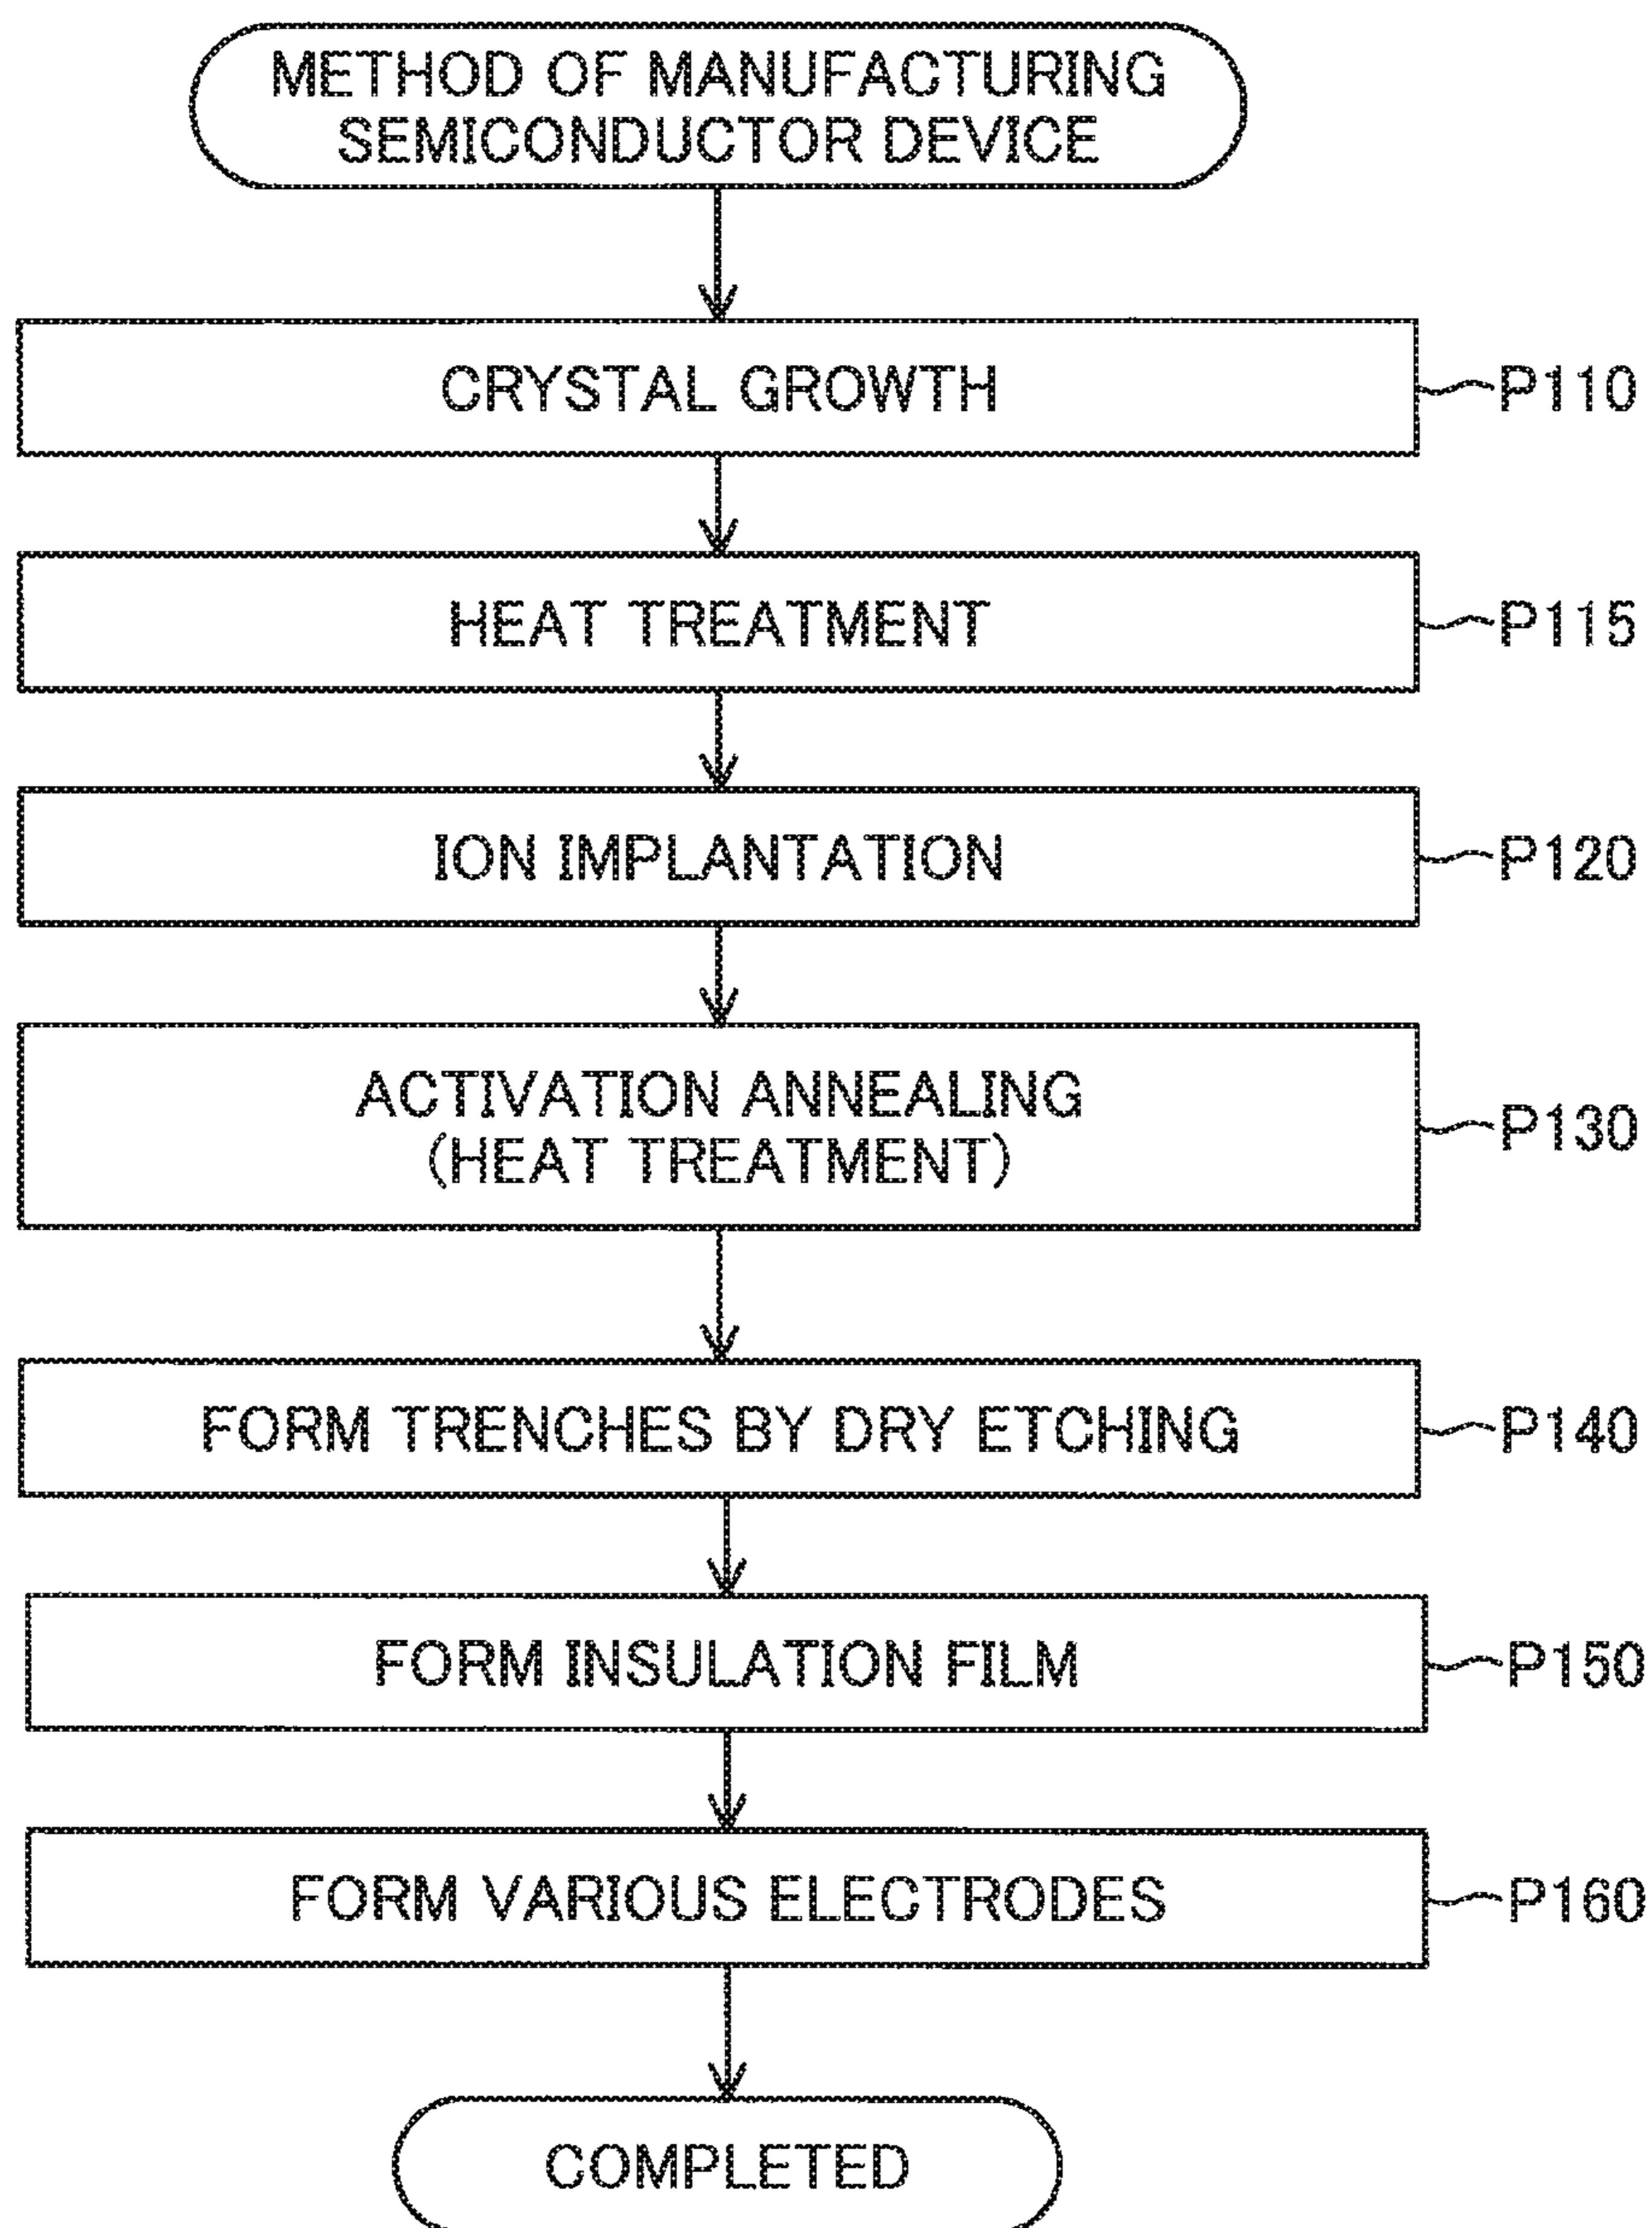 METHOD OF MANUFACTURING
SEMICONDUCTOR DEVICE
CRYSTAL GROWTH
P110
HEAT TREATMENT
P115
ION IMPLANTATION
P120
ACTIVATION ANNEALING
(HEAT TREATMENT)
P130
FORM TRENCHES BY DRY ETCHING
P140
FORM INSULATION FILM
P150
FORM VARIOUS ELECTRODES
P160
COMPLETED